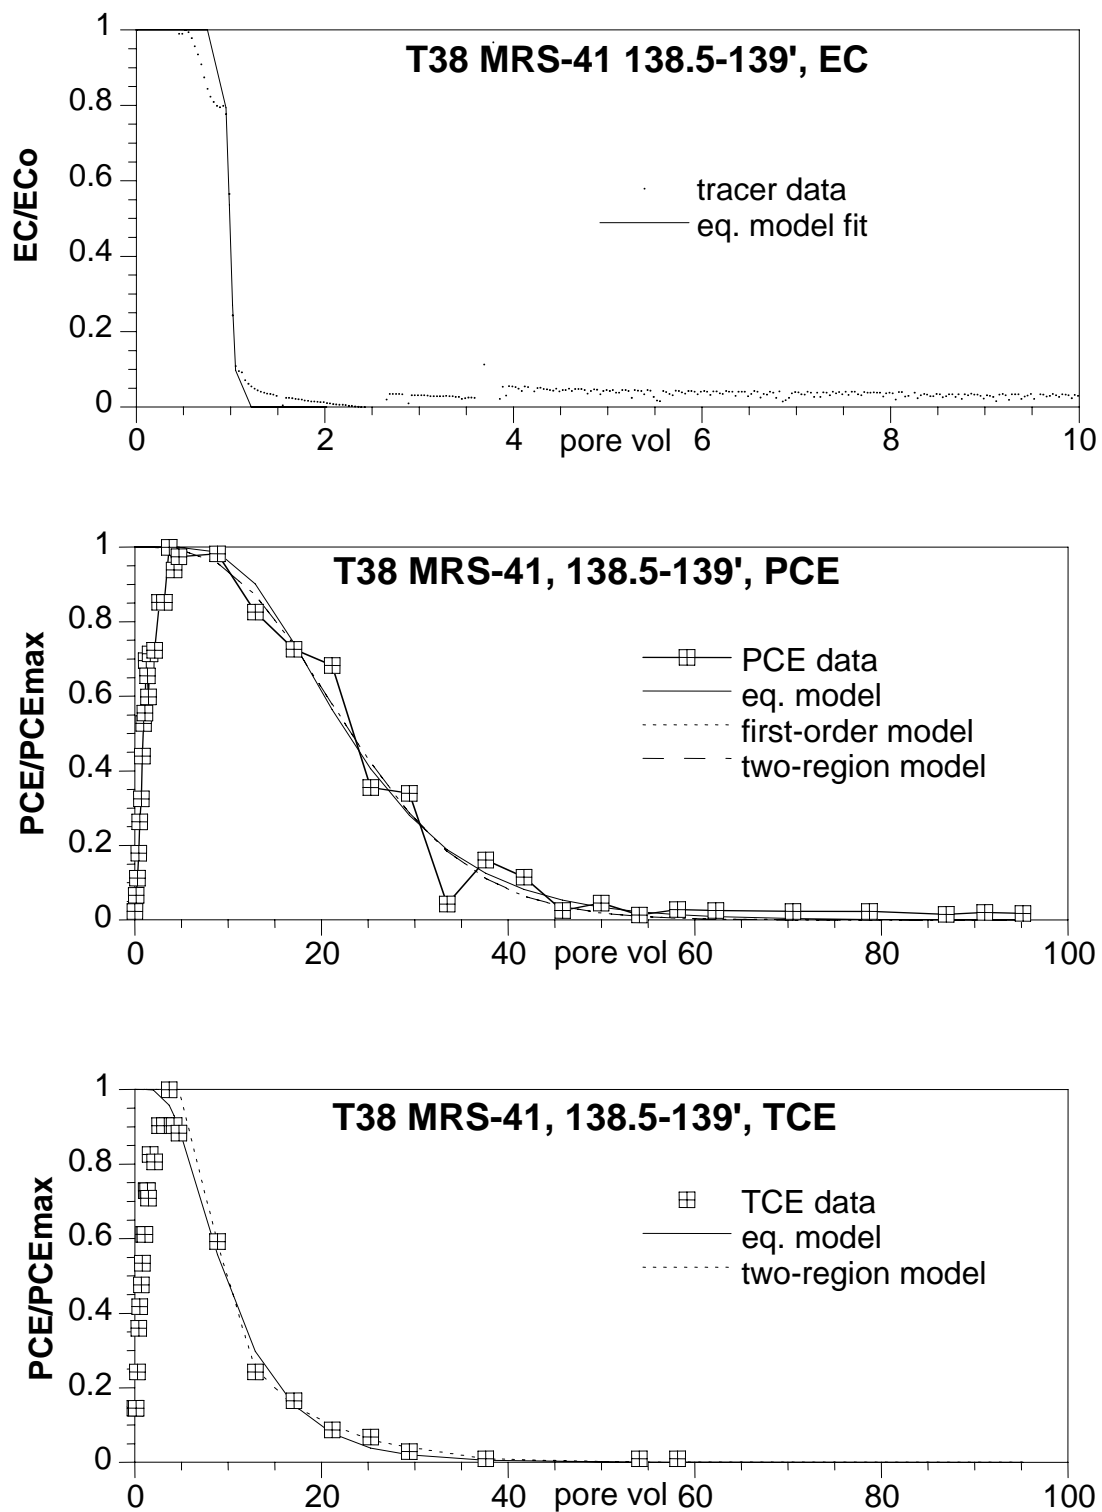 T38 MRS-41 138.5-139', EC
EC/ECo
1
0.8
0.6
0.4
0.2
0
tracer data
eq. model fit
0 2 4 pore vol 6 8 10
T38 MRS-41, 138.5-139', PCE
PCE/PCEmax
1
0.8
0.6
0.4
0.2
0
PCE data
eq. model
first-order model
two-region model
0 20 40 pore vol 60 80 100
T38 MRS-41, 138.5-139', TCE
PCE/PCEmax
1
0.8
0.6
0.4
0.2
0
TCE data
eq. model
two-region model
0 20 40 pore vol 60 80 100